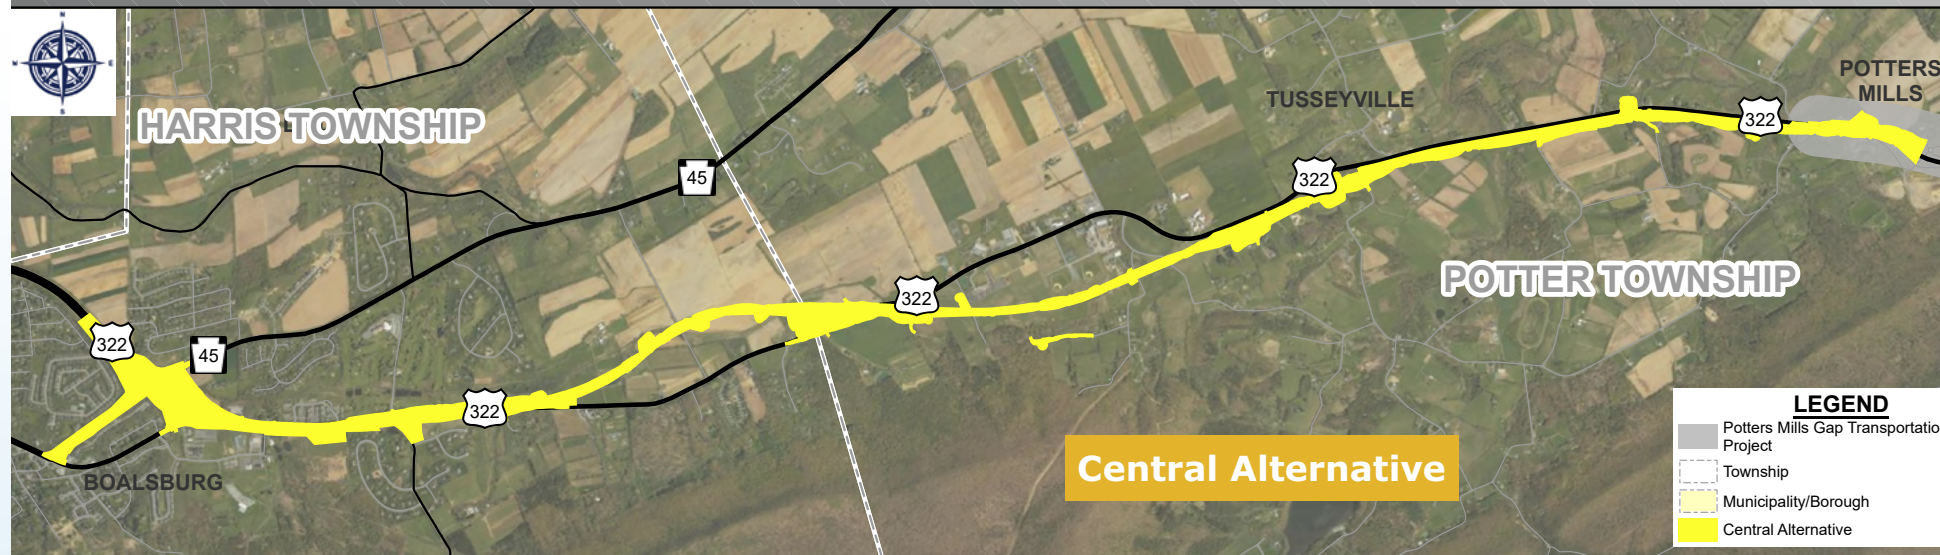 POTTERS
MILLS
TUSSEYVILLE
HARRIS TOWNSHIP
322
45
322
POTTER TOWNSHIP
322
322
45
322
BOALSBURG
Central Alternative
LEGEND
Potters Mills Gap Transportatio
Project
Township
Municipality/Borough
Central Alternative